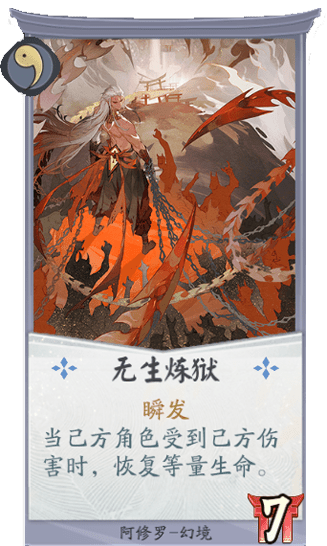 无生炼狱
瞬发
当己方角色受到己方伤
害时，恢复等量生命。
7
阿修罗-幻境